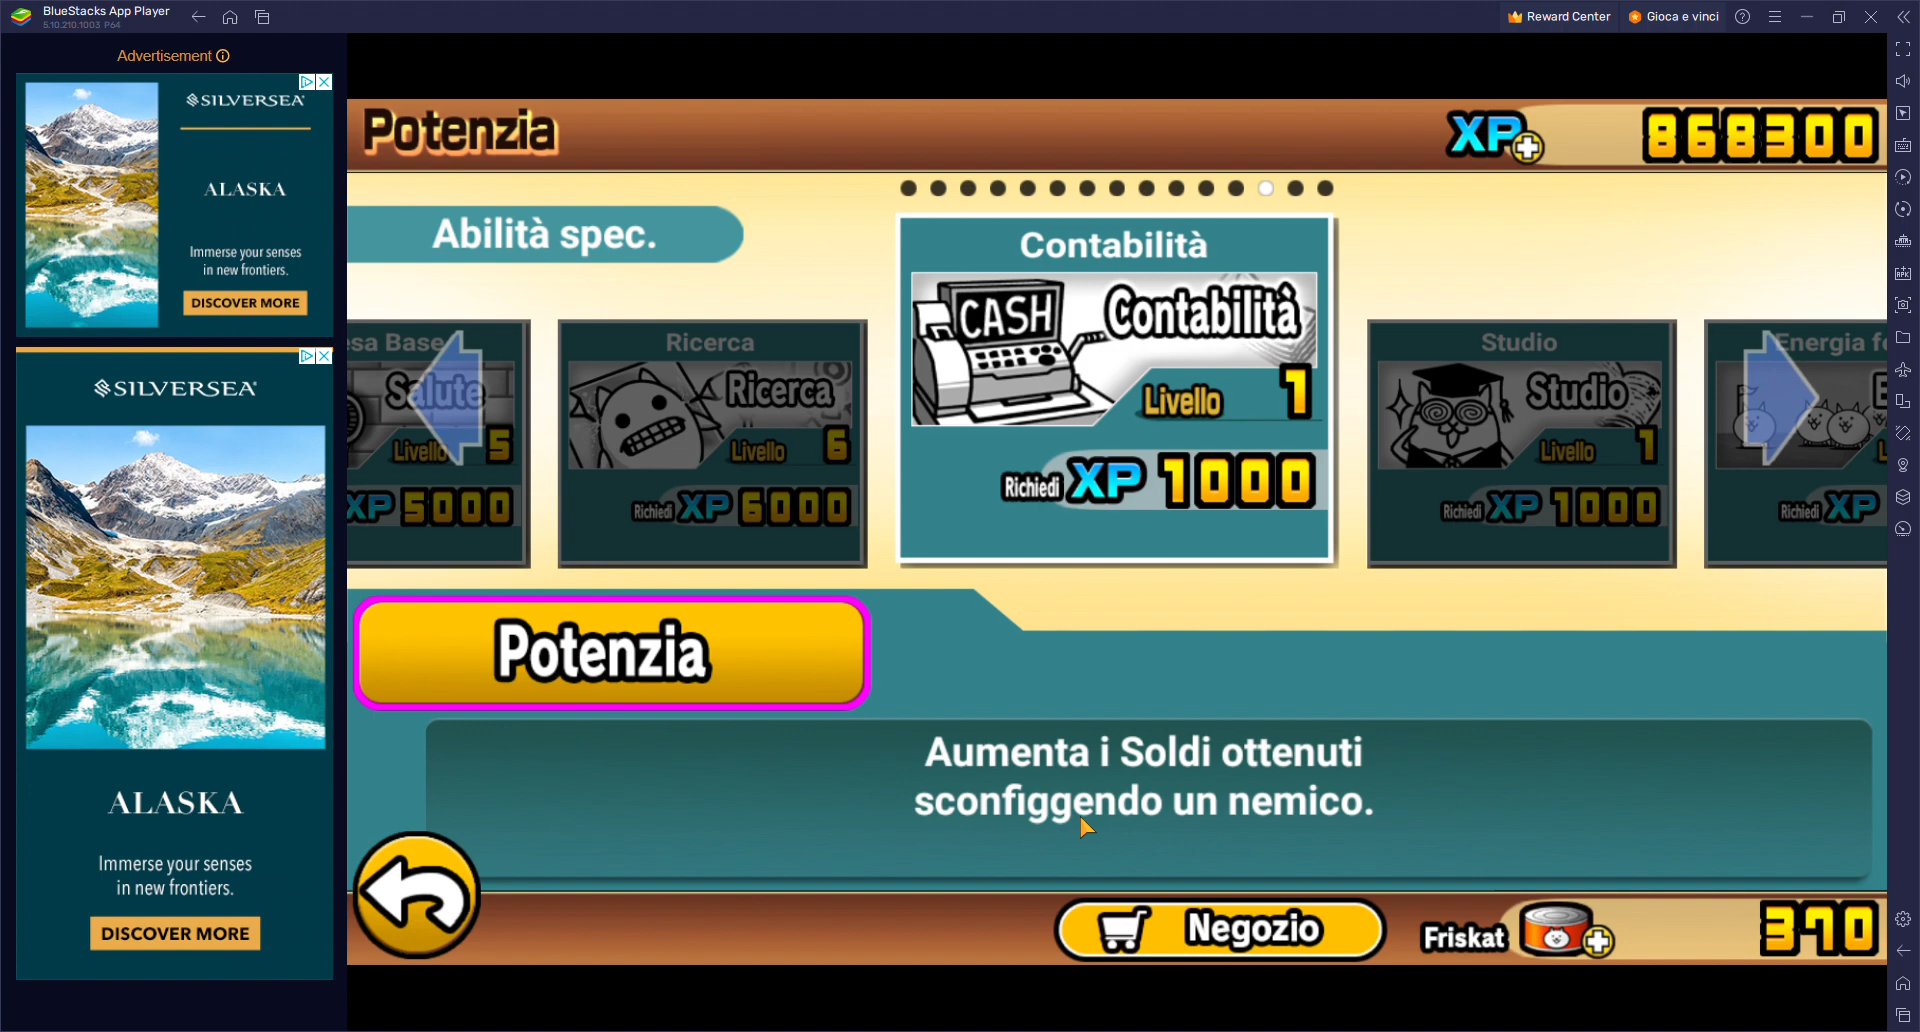 BlueStacks App Player
5.10.210.1003 P64
Reward Center
Gioca e vinci
Advertisement
SILVERSEA
ALASKA
Immerse your senses
in new frontiers.
DISCOVER MORE
SILVERSEA
ALASKA
Immerse your senses
in new frontiers.
DISCOVER MORE
Potenzia
XP 868300
Abilità spec.
esa Base
Salute
Livello 5
XP 5000
Ricerca
Ricerca
Livello 6
Richiedi XP 6000
Contabilità
CASH
Contabilità
Livello 1
Richiedi XP 1000
Studio
Studio
Livello 1
Richiedi XP 1000
Energia fe
E
L
Richiedi XP
Potenzia
Aumenta i Soldi ottenuti
sconfiggendo un nemico.
Negozio
Friskat
370